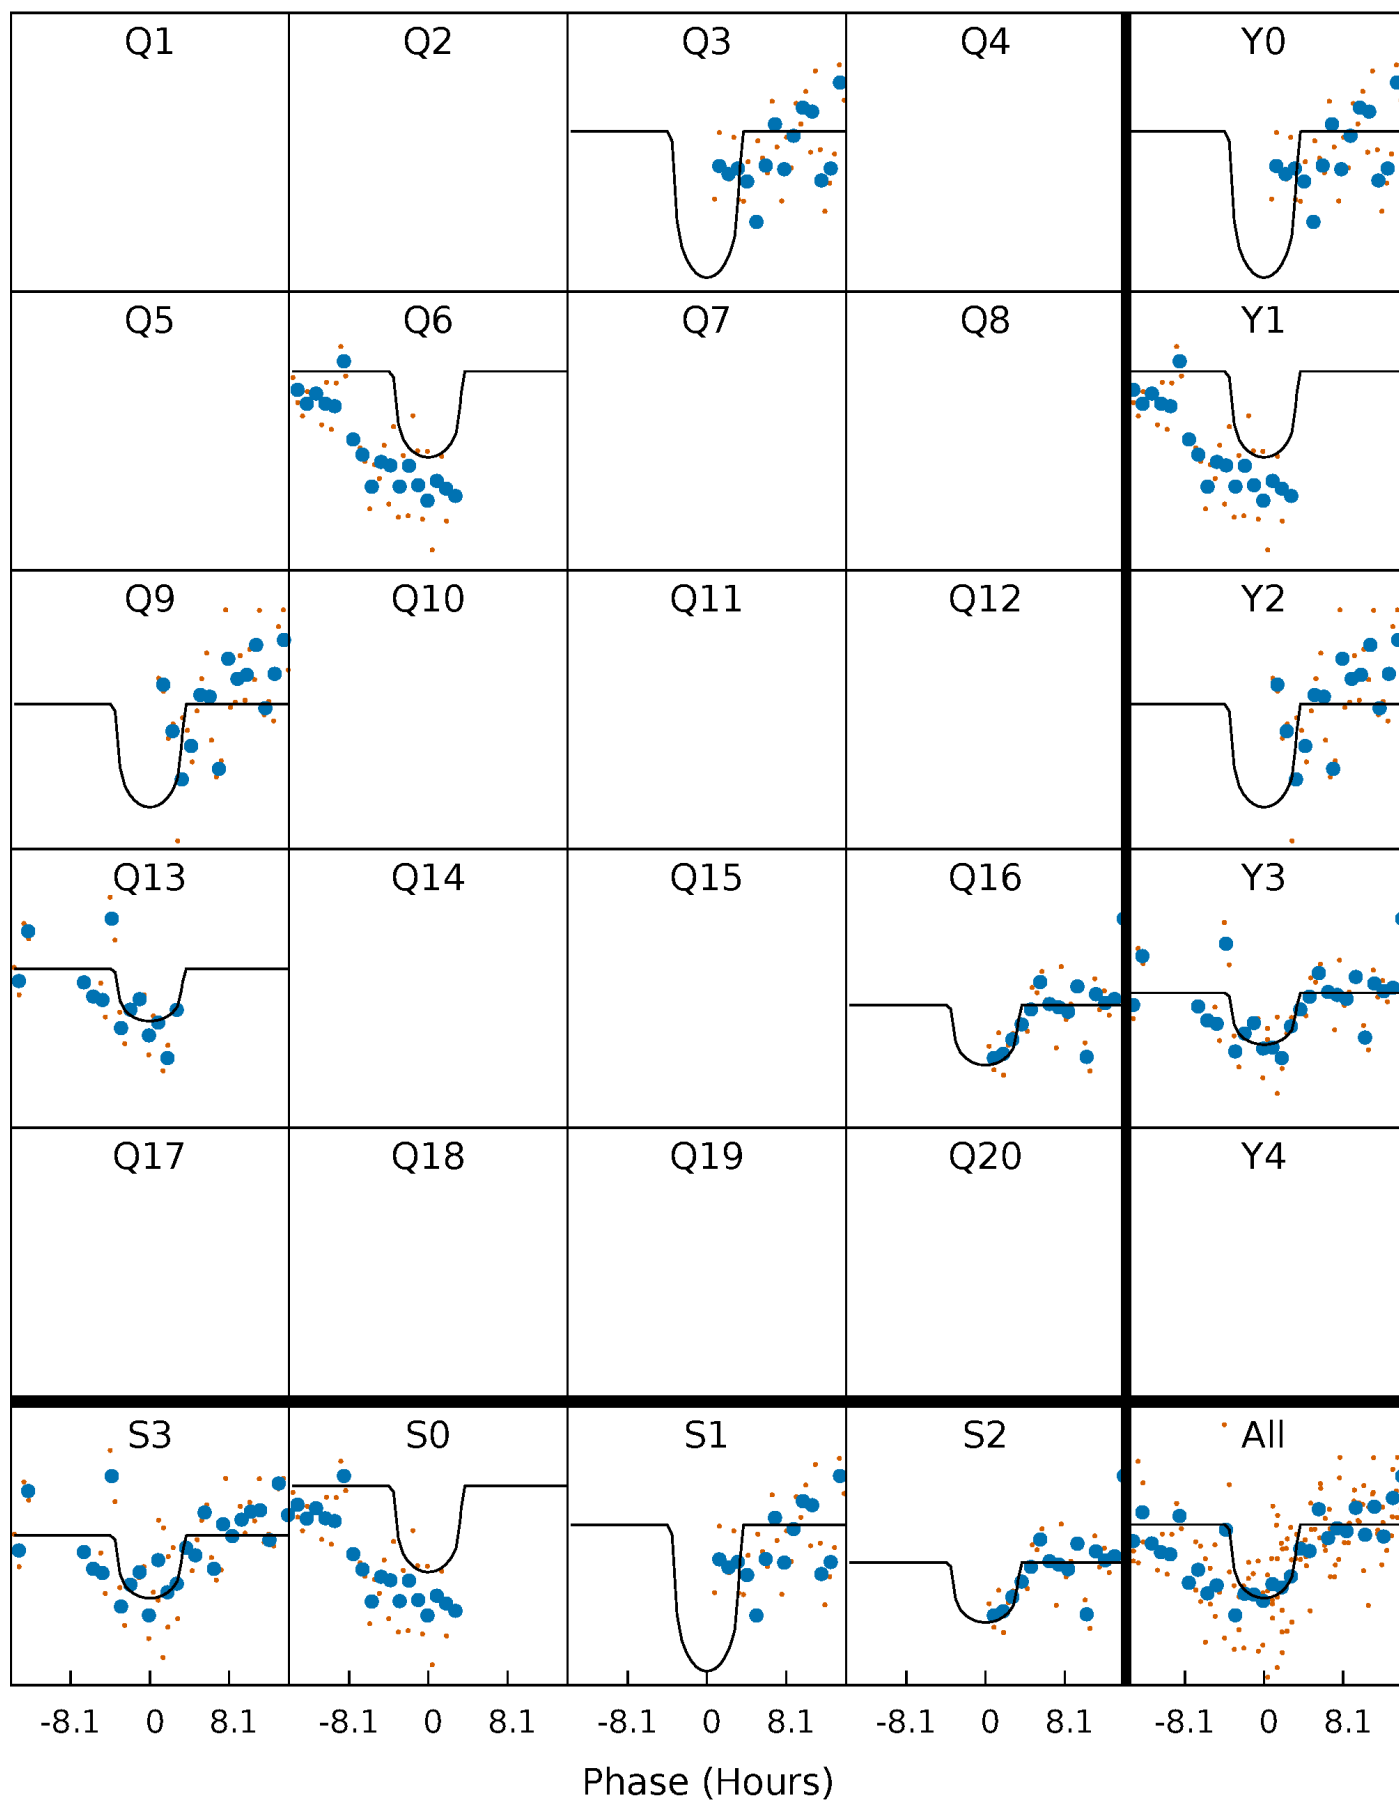 Q1 Q2 Q3 Q4 Y0
Q5 Q6 Q7 Q8 Y1
Q9 Q10 Q11 Q12 Y2
Q13 Q14 Q15 Q16 Y3
Q17 Q18 Q19 Q20 Y4
S3 S0 S1 S2 All
-8.1 0 8.1 -8.1 0 8.1 -8.1 0 8.1 -8.1 0 8.1 -8.1 0 8.1
Phase (Hours)